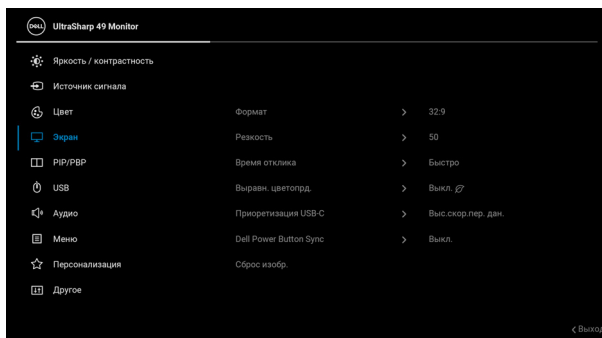 DELL UltraSharp 49 Monitor
Яркость / контрастность
Источник сигнала
Цвет Формат 32:9
Экран Резкость 50
PIP/PBP Время отклика Быстро
USB Выравн. цветопрд. Выкл.
Аудио Приоретизация USB-C Выс.скор.пер. дан.
Меню Dell Power Button Sync Выкл.
Персонализация Сброс изобр.
Другое
Выход